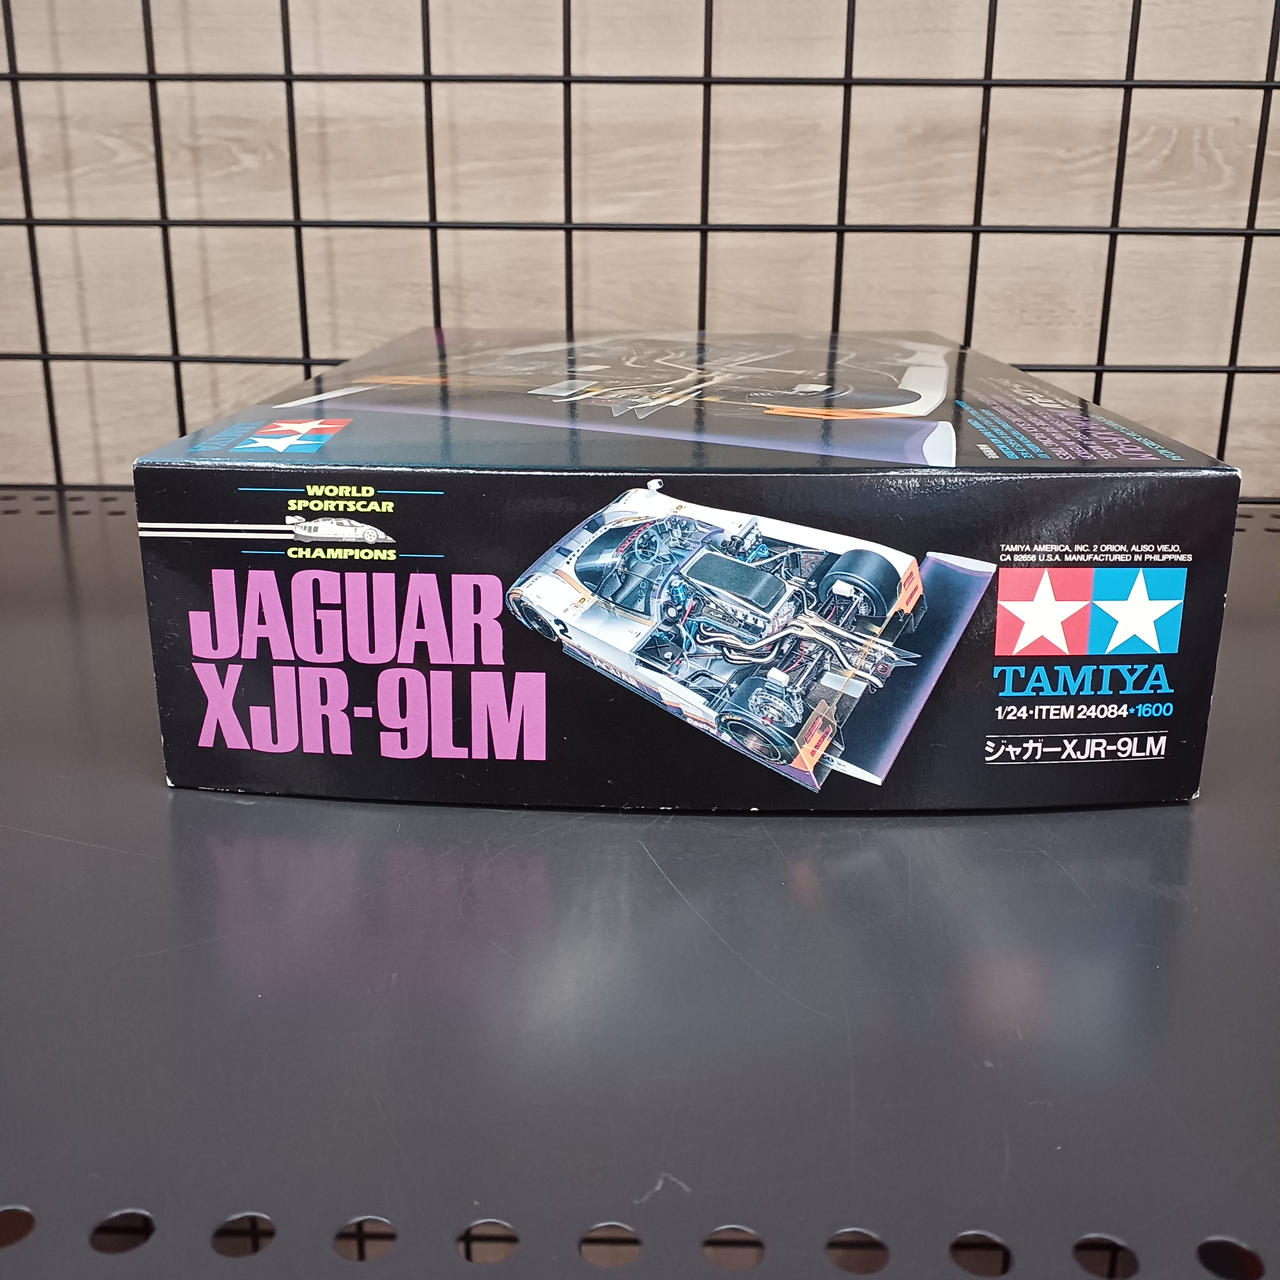 WORLD
SPORTSCAR
CHAMPIONS
JAGUAR
XJR-9LM
2
TAMIYA AMERICA, INC. 2 ORION, ALISO VIEJO,
CA 92656 U.S.A. MANUFACTURED IN PHILIPPINES
TAMIYA
1/24・ITEM 24084★1600
ジャガーXJR-9LM